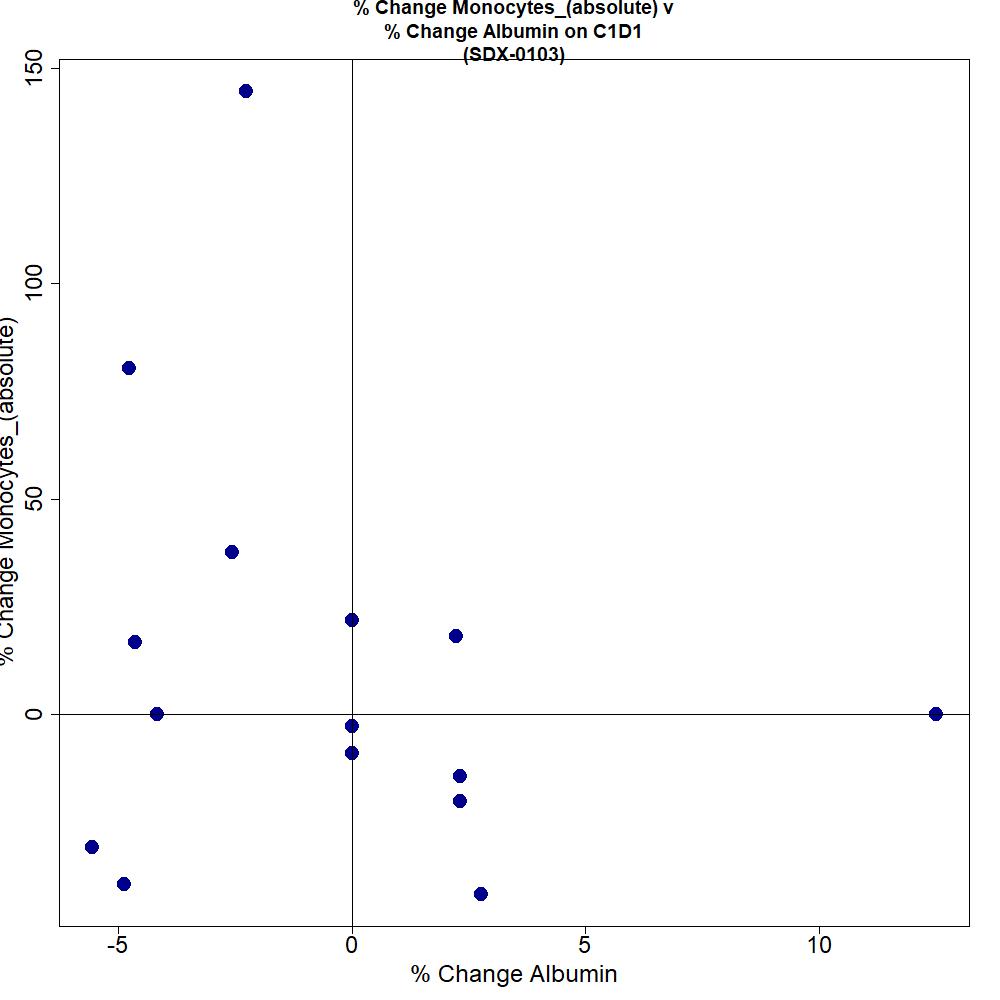 % Change Monocytes_(absolute) v
% Change Albumin on C1D1
(SDX-0103)
150
100
50
0
% Change Monocytes_(absolute)
-5
0
5
10
% Change Albumin